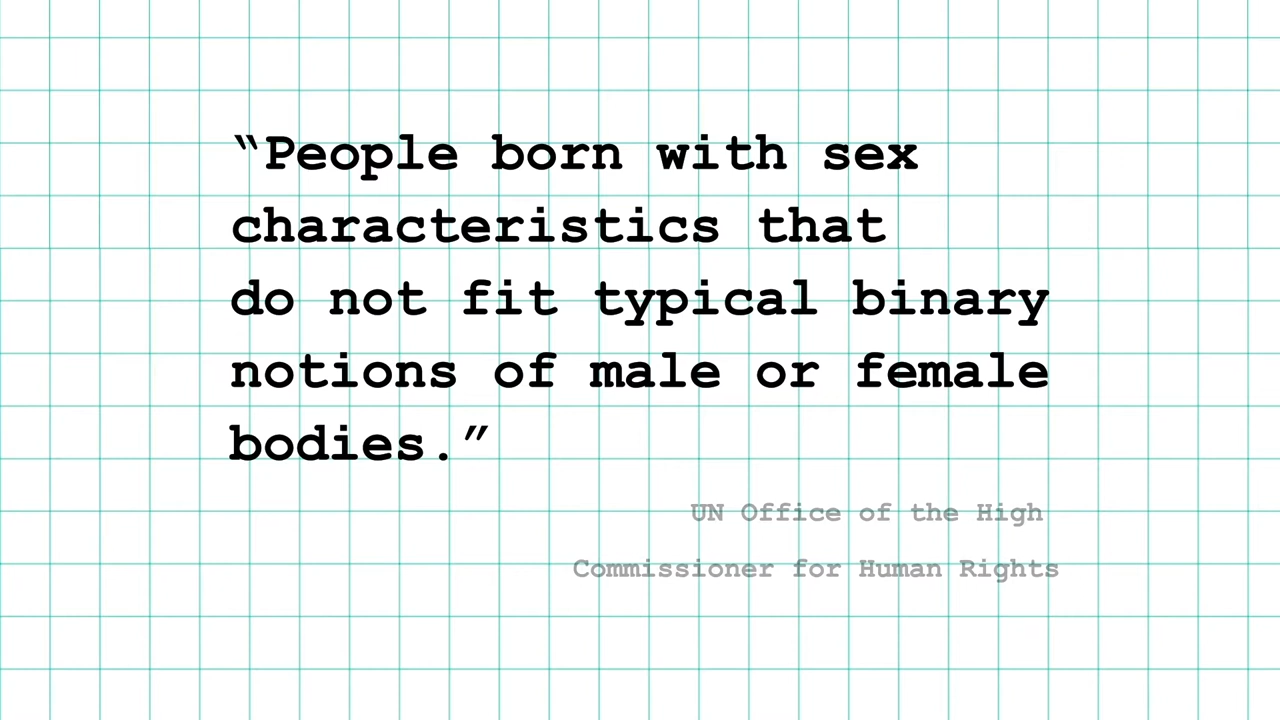 “People born with sex
characteristics that
do not fit typical binary
notions of male or female
bodies.”
UN Office of the High
Commissioner for Human Rights